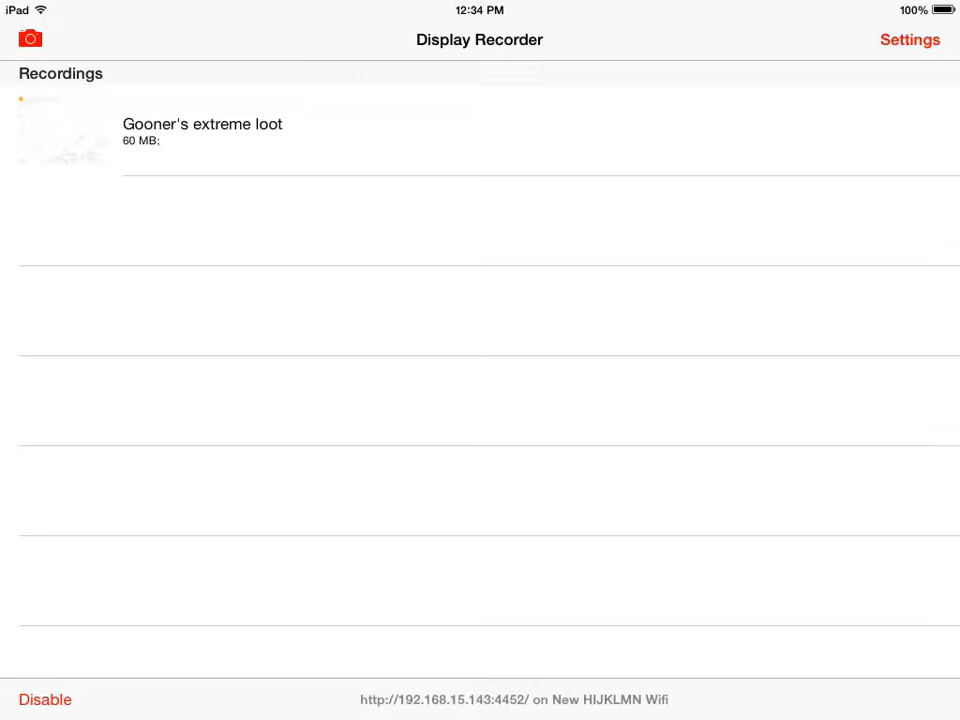 iPad 12:34 PM 100%
Display Recorder Settings
Recordings
Gooner's extreme loot
60 MB;
Disable http://192.168.15.143:4452/ on New HIJKLMN Wifi